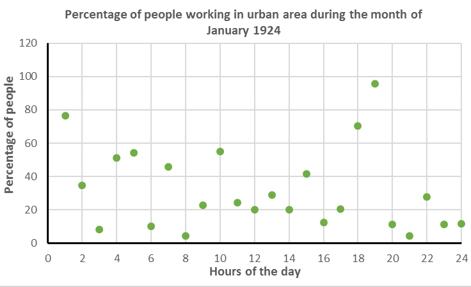 Percentage of people working in urban area during the month of
January 1924
Percentage of people
120
100
80
60
40
20
0
0 2 4 6 8 10 12 14 16 18 20 22 24
Hours of the day